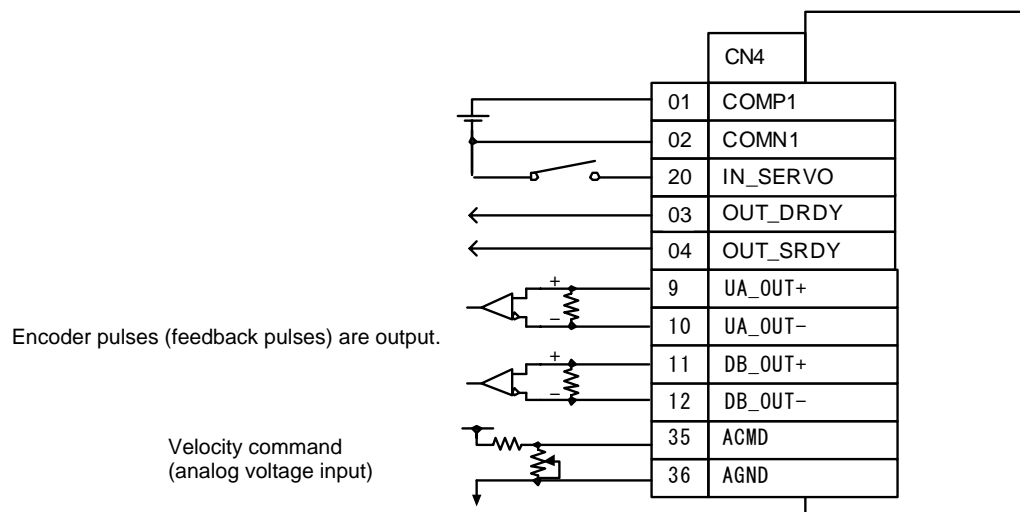 CN4
01 COMP1
02 COMN1
20 IN_SERVO
03 OUT_DRDY
04 OUT_SRDY
+ 9 UA_OUT+
Encoder pulses (feedback pulses) are output.
− 10 UA_OUT−
+ 11 DB_OUT+
− 12 DB_OUT−
Velocity command
(analog voltage input)
35 ACMD
36 AGND